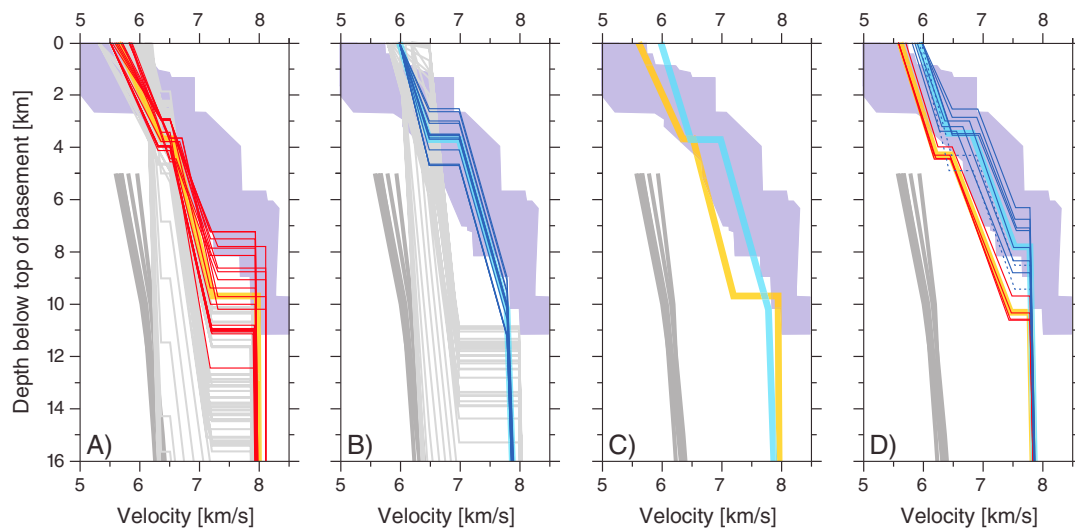 5 6 7 8 5 6 7 8 5 6 7 8 5 6 7 8
0
2
4
6
8
10
12
14
16
Depth below top of basement [km]
A) B) C) D)
5 6 7 8 5 6 7 8 5 6 7 8 5 6 7 8
Velocity [km/s] Velocity [km/s] Velocity [km/s] Velocity [km/s]